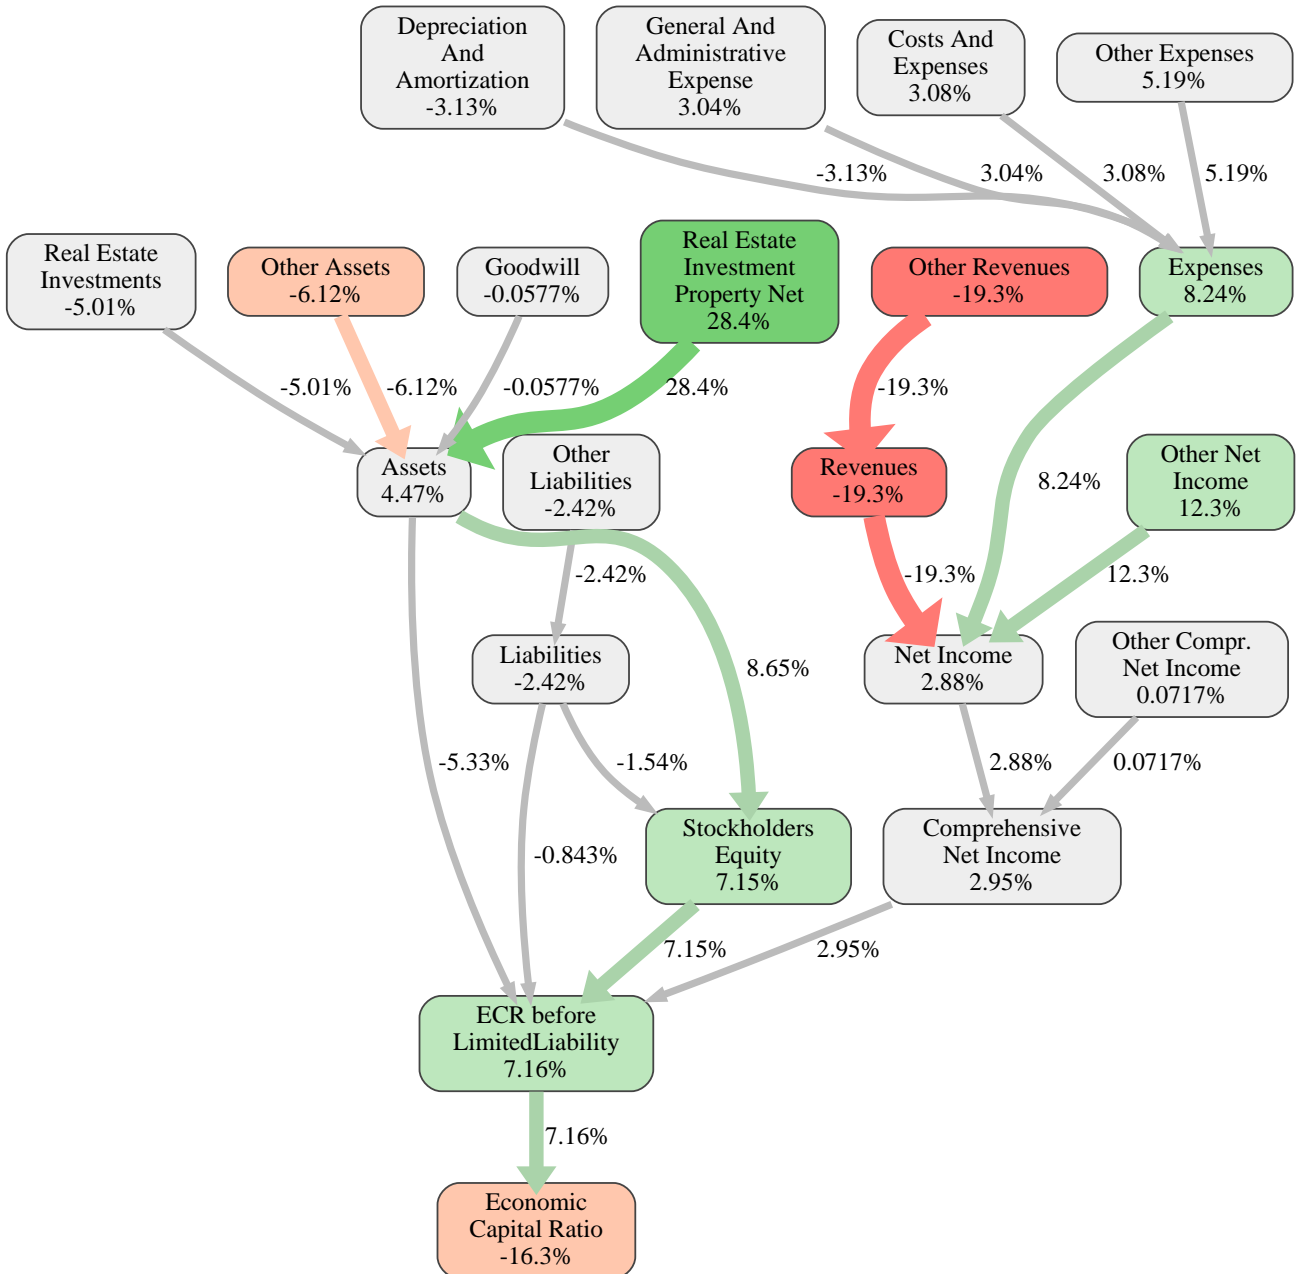 Depreciation
And
Amortization
-3.13%
General And
Administrative
Expense
3.04%
Costs And
Expenses
3.08%
Other Expenses
5.19%
-3.13%
3.04%
3.08%
5.19%
Real Estate
Investments
-5.01%
Other Assets
-6.12%
Goodwill
-0.0577%
Real Estate
Investment
Property Net
28.4%
Other Revenues
-19.3%
Expenses
8.24%
-5.01%
-6.12%
-0.0577%
28.4%
-19.3%
8.24%
Assets
4.47%
Other
Liabilities
-2.42%
Revenues
-19.3%
Other Net
Income
12.3%
-2.42%
-19.3%
12.3%
Liabilities
-2.42%
8.65%
Net Income
2.88%
Other Compr.
Net Income
0.0717%
-5.33%
-1.54%
2.88%
0.0717%
-0.843%
Stockholders
Equity
7.15%
Comprehensive
Net Income
2.95%
7.15%
2.95%
ECR before
LimitedLiability
7.16%
7.16%
Economic
Capital Ratio
-16.3%